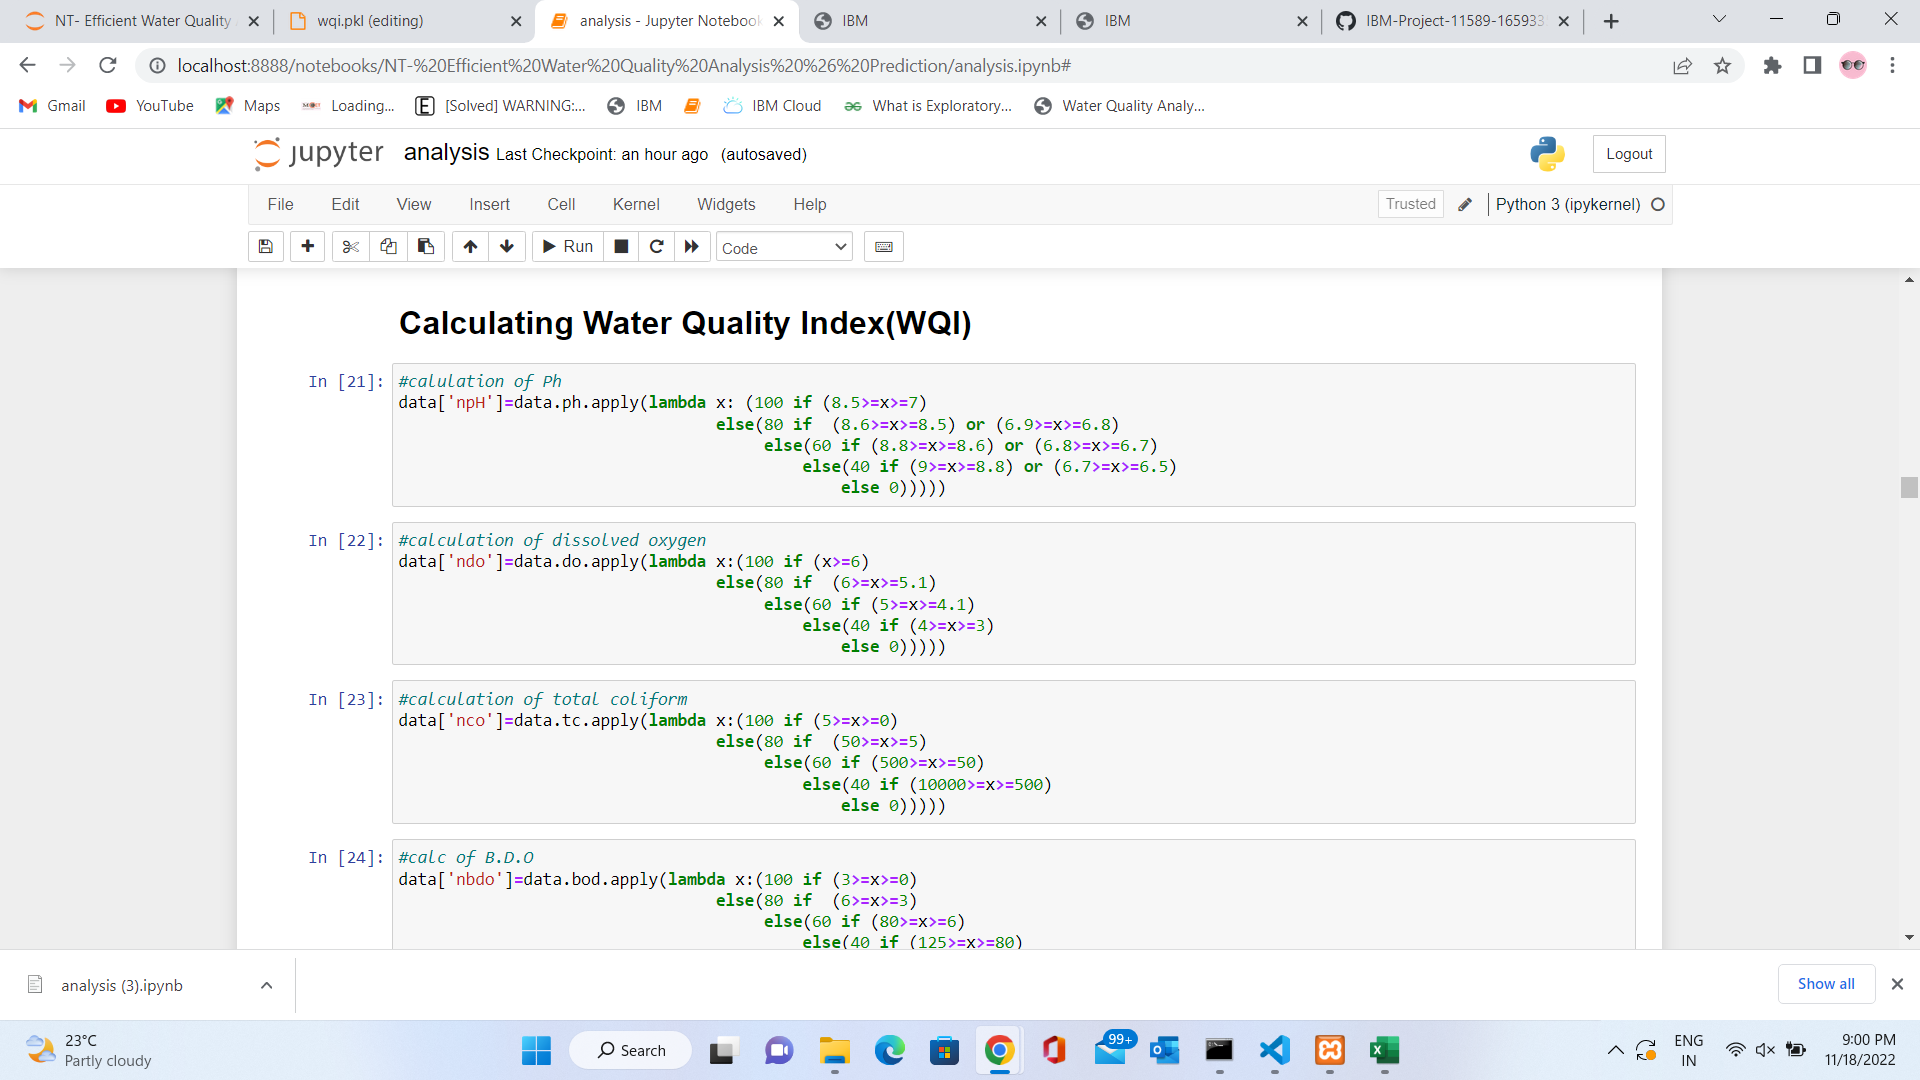 NT- Efficient Water Quality
wqi.pkl (editing)
analysis - Jupyter Notebook
IBM
IBM
IBM-Project-11589-165933
localhost:8888/notebooks/NT-%20Efficient%20Water%20Quality%20Analysis%20%26%20Prediction/analysis.ipynb#
Gmail
YouTube
Maps
Loading...
[Solved] WARNING:...
IBM
IBM Cloud
What is Exploratory...
Water Quality Analy...
jupyter analysis Last Checkpoint: an hour ago (autosaved)
Logout
File Edit View Insert Cell Kernel Widgets Help
Trusted
Python 3 (ipykernel)
Run
Code
Calculating Water Quality Index(WQI)
In [21]: #calulation of Ph
data['npH']=data.ph.apply(lambda x: (100 if (8.5>=x>=7)
else(80 if  (8.6>=x>=8.5) or (6.9>=x>=6.8)
else(60 if (8.8>=x>=8.6) or (6.8>=x>=6.7)
else(40 if (9>=x>=8.8) or (6.7>=x>=6.5)
else 0)))))
In [22]: #calculation of dissolved oxygen
data['ndo']=data.do.apply(lambda x:(100 if (x>=6)
else(80 if  (6>=x>=5.1)
else(60 if (5>=x>=4.1)
else(40 if (4>=x>=3)
else 0)))))
In [23]: #calculation of total coliform
data['nco']=data.tc.apply(lambda x:(100 if (5>=x>=0)
else(80 if  (50>=x>=5)
else(60 if (500>=x>=50)
else(40 if (10000>=x>=500)
else 0)))))
In [24]: #calc of B.D.O
data['nbdo']=data.bod.apply(lambda x:(100 if (3>=x>=0)
else(80 if  (6>=x>=3)
else(60 if (80>=x>=6)
else(40 if (125>=x>=80)
analysis (3).ipynb
Show all
23°C
Partly cloudy
Search
99+
ENG
IN
9:00 PM
11/18/2022